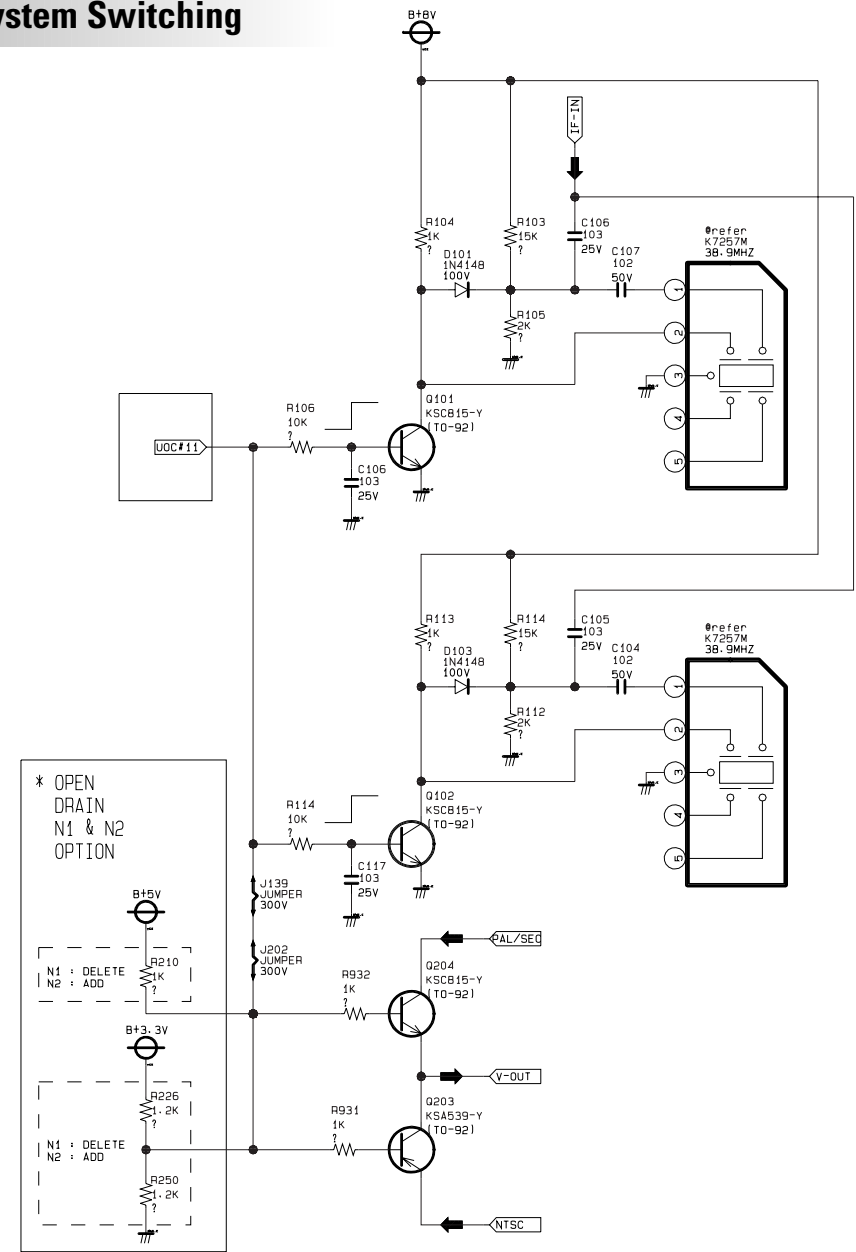 ystem Switching
B+8V
IF-IN
R104
1K
?
R103
15K
?
C106
103
25V
D101
1N4148
100V
C107
102
50V
@refer
K7257M
38.9MHZ
R105
2K
?
1
2
3
4
5
Q101
KSC815-Y
(TO-92)
R106
10K
?
UOC#11
C106
103
25V
R113
1K
?
R114
15K
?
C105
103
25V
D103
1N4148
100V
C104
102
50V
@refer
K7257M
38.9MHZ
R112
2K
?
1
2
3
4
5
Q102
KSC815-Y
(TO-92)
R114
10K
?
C117
103
25V
* OPEN
DRAIN
N1 & N2
OPTION
J139
JUMPER
300V
J202
JUMPER
300V
B+5V
R210
1K
?
N1 : DELETE
N2 : ADD
PAL/SEC
R932
1K
?
Q204
KSC815-Y
(TO-92)
B+3.3V
V-OUT
R226
1.2K
?
N1 : DELETE
N2 : ADD
R931
1K
?
Q203
KSA539-Y
(TO-92)
R250
1.2K
?
NTSC